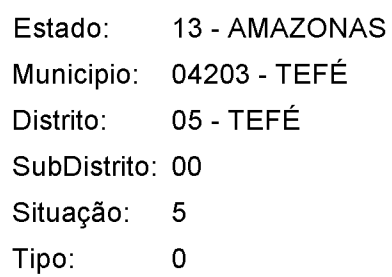 Estado: 13 - AMAZONAS
Municipio: 04203 - TEFÉ
Distrito: 05 - TEFÉ
SubDistrito: 00
Situação: 5
Tipo: 0